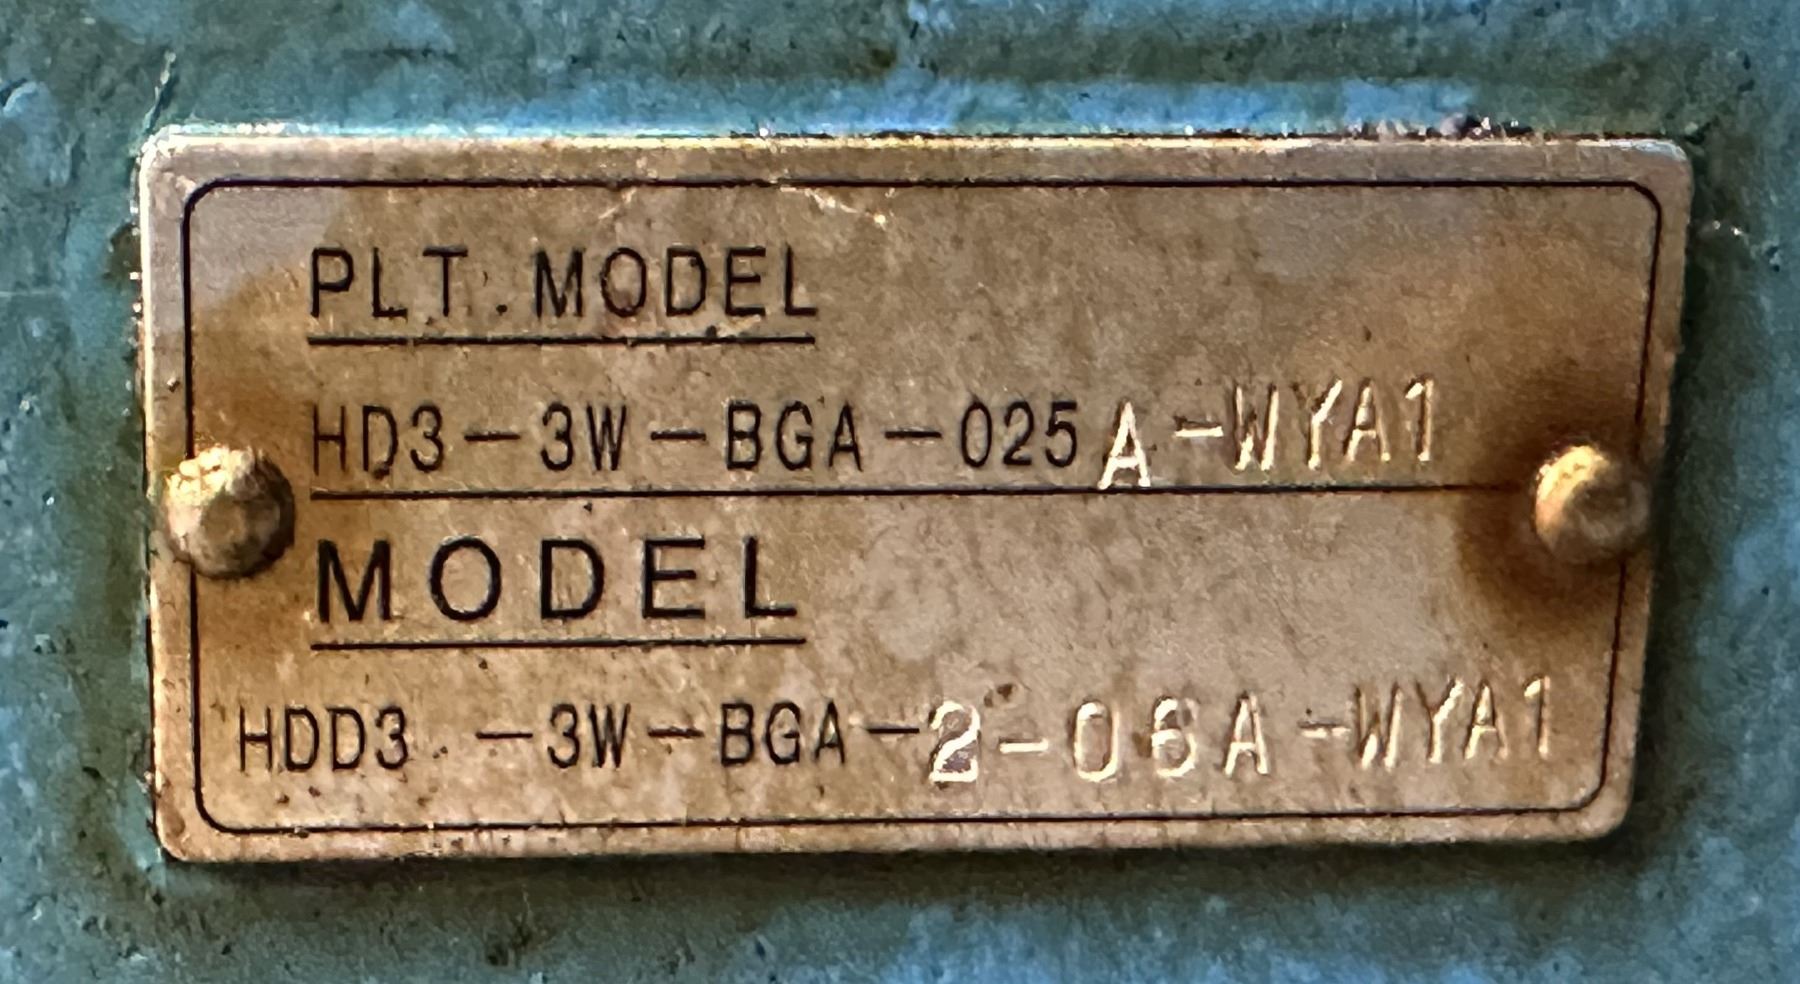 PLT. MODEL
HD3-3W-BGA-025A-WYA1
MODEL
HDD3 -3W-BGA-2-06A-WYA1